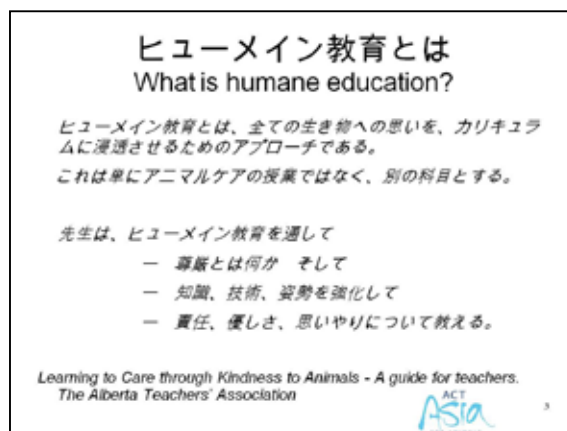 ヒューメイン教育とは
What is humane education?
ヒューメイン教育とは、全ての生き物への思いを、カリキュラ
ムに浸透させるためのアプローチである。
これは単にアニマルケアの授業ではなく、別の科目とする。
先生は、ヒューメイン教育を通して
― 尊厳とは何か そして
― 知識、技術、姿勢を強化して
― 責任、優しさ、思いやりについて教える。
Learning to Care through Kindness to Animals - A guide for teachers.
The Alberta Teachers' Association
ACT
Asia
3